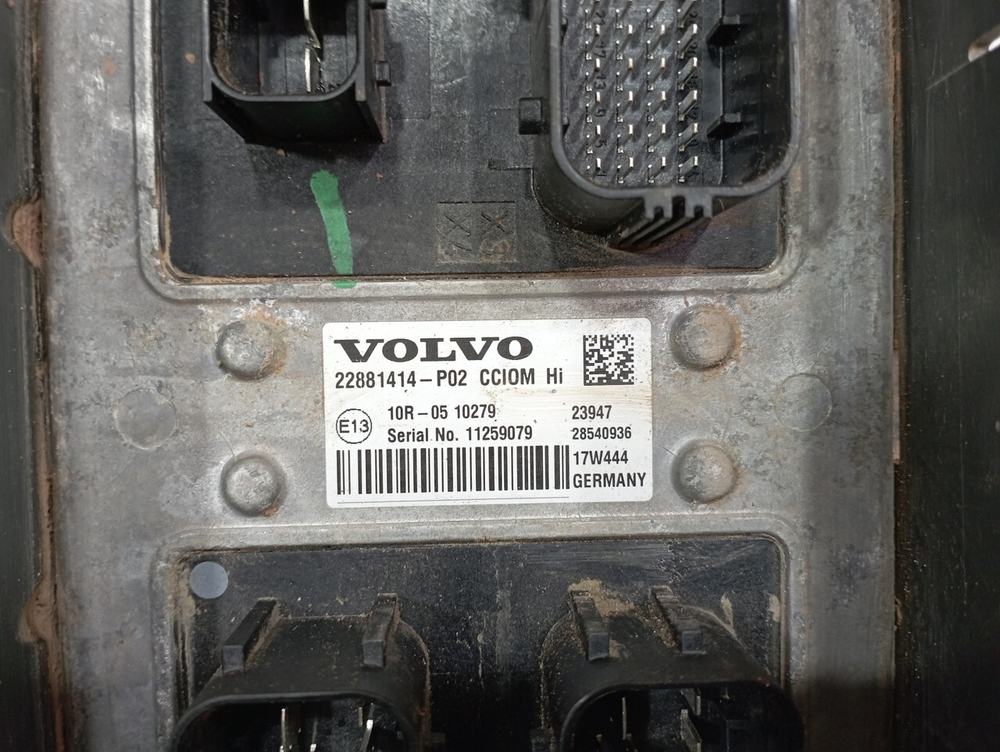 VOLVO
22881414-P02 CCIOM Hi
E13
10R-05 10279
23947
Serial No. 11259079
28540936
17W444
GERMANY